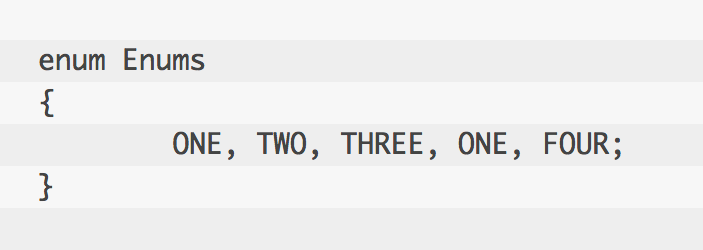 enum Enums
{
ONE, TWO, THREE, ONE, FOUR;
}